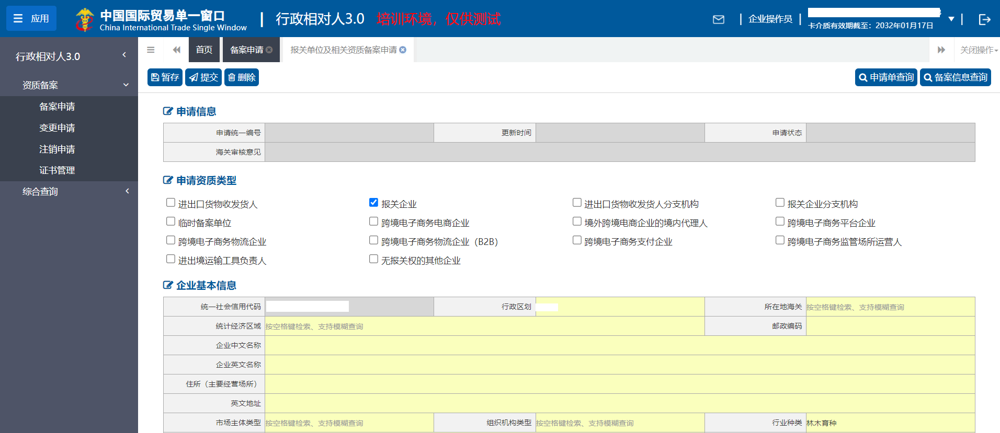 应用
中国国际贸易单一窗口
China International Trade Single Window
行政相对人3.0 培训环境，仅供测试
企业操作员
卡介质有效期截至：2032年01月17日
行政相对人3.0
资质备案
备案申请
变更申请
注销申请
证书管理
综合查询
首页 备案申请 报关单位及相关资质备案申请 关闭操作
暂存 提交 删除 申请单查询 备案信息查询
申请信息
申请统一编号 更新时间 申请状态
海关审核意见
申请资质类型
进出口货物收发货人 报关企业 进出口货物收发货人分支机构 报关企业分支机构
临时备案单位 跨境电子商务电商企业 境外跨境电商企业的境内代理人 跨境电子商务平台企业
跨境电子商务物流企业 跨境电子商务物流企业（B2B） 跨境电子商务支付企业 跨境电子商务监管场所运营人
进出境运输工具负责人 无报关权的其他企业
企业基本信息
统一社会信用代码 行政区划 所在地海关 按空格键检索、支持模糊查询
统计经济区域 按空格键检索、支持模糊查询 邮政编码
企业中文名称
企业英文名称
住所（主要经营场所）
英文地址
市场主体类型 按空格键检索、支持模糊查询 组织机构类型 按空格键检索、支持模糊查询 行业种类 林木育种